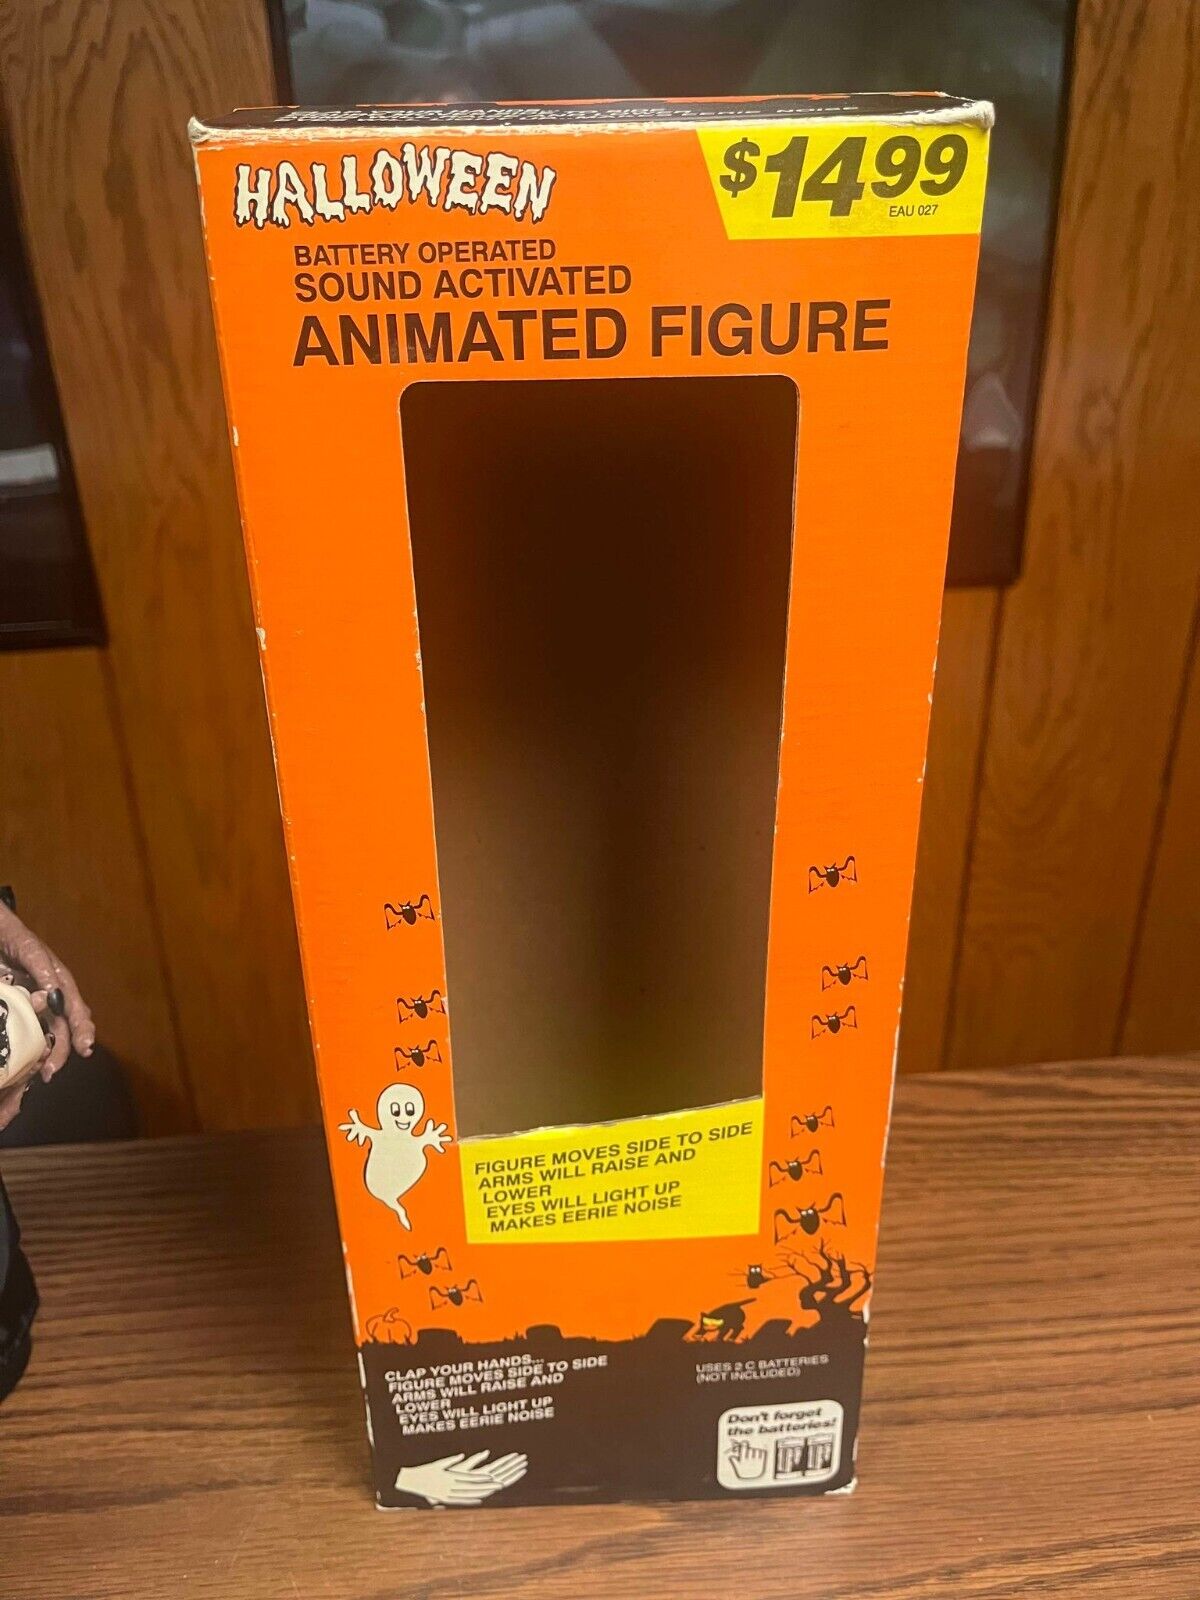 EERIE NOISE
HALLOWEEN
$14.99
EAU 027
BATTERY OPERATED
SOUND ACTIVATED
ANIMATED FIGURE
FIGURE MOVES SIDE TO SIDE
ARMS WILL RAISE AND
LOWER
EYES WILL LIGHT UP
MAKES EERIE NOISE
CLAP YOUR HANDS...
FIGURE MOVES SIDE TO SIDE
ARMS WILL RAISE AND
LOWER
EYES WILL LIGHT UP
MAKES EERIE NOISE
USES 2 C BATTERIES
(NOT INCLUDED)
Don't forget
the batteries!